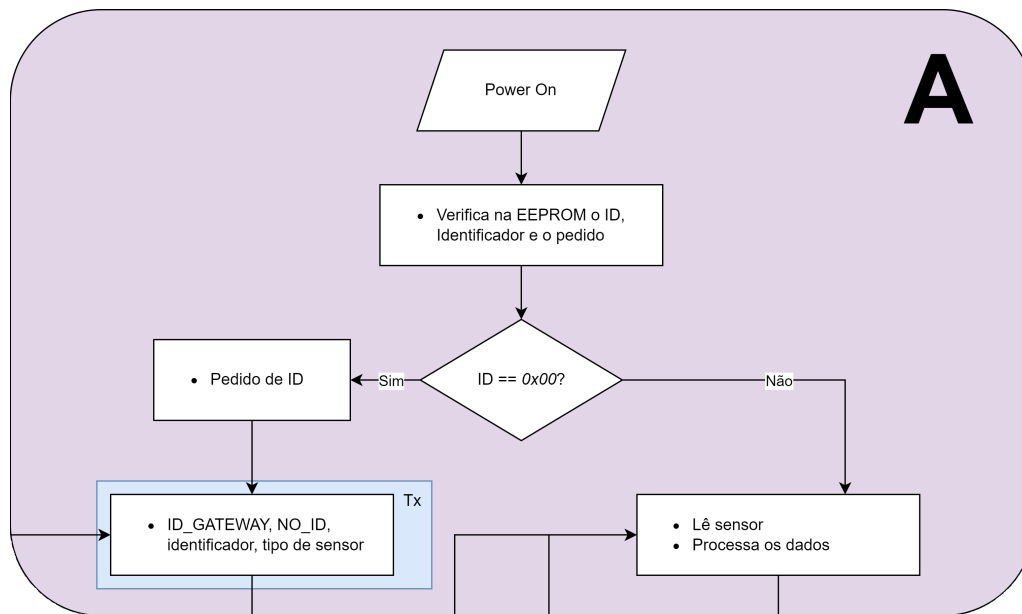 A
Power On
• Verifica na EEPROM o ID,
Identificador e o pedido
ID == 0x00?
Sim
Não
• Pedido de ID
Tx
• ID_GATEWAY, NO_ID,
identificador, tipo de sensor
• Lê sensor
• Processa os dados